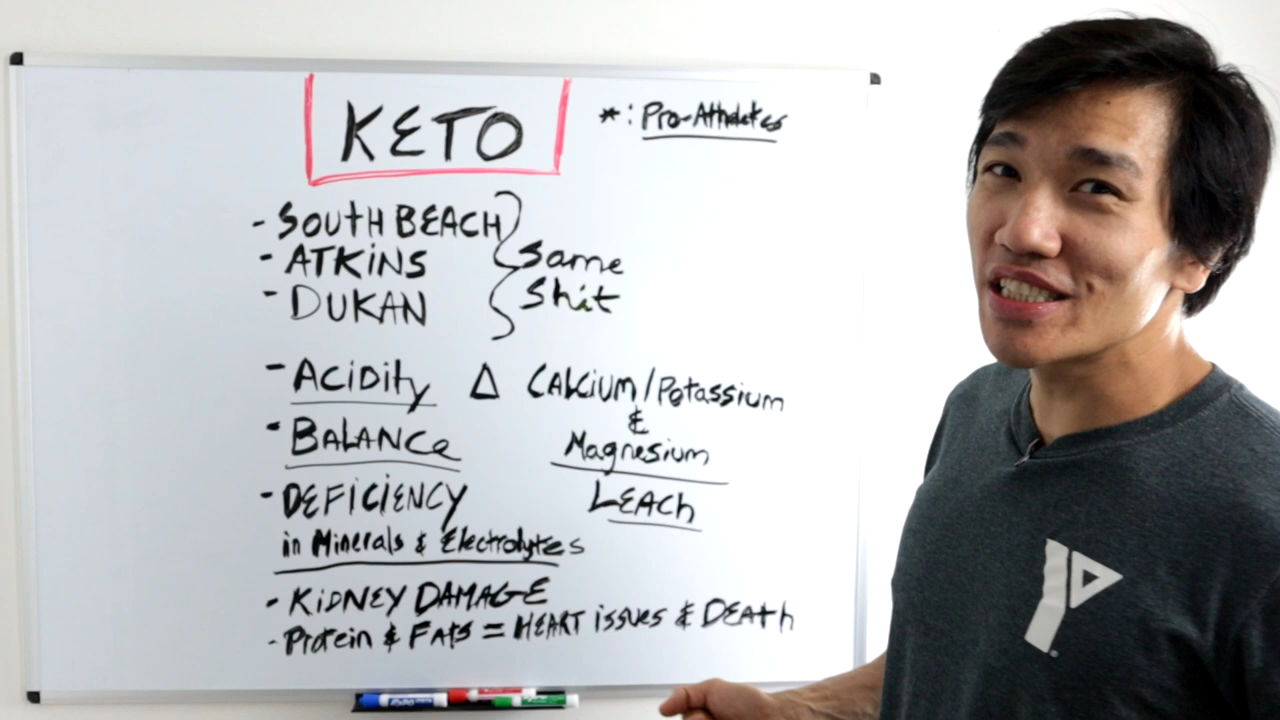 KETO
* : Pro-Athletes
- SOUTH BEACH
- ATKINS
- DUKAN
Same
Shit
- Acidity Δ Calcium/Potassium
&
Magnesium
- BALANCE
Leach
- DEFICIENCY
in Minerals & Electrolytes
- KIDNEY DAMAGE
- Protein & Fats = HEART issues & DEATH